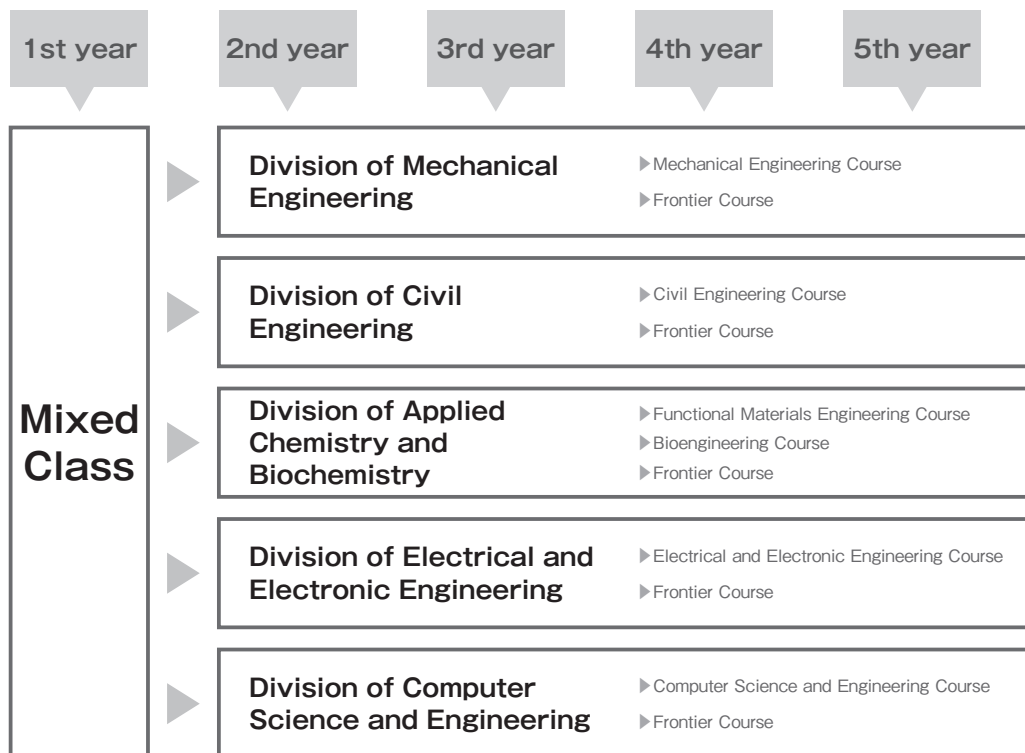 1st year
2nd year
3rd year
4th year
5th year
Mixed
Class
Division of Mechanical
Engineering
▶Mechanical Engineering Course
▶Frontier Course
Division of Civil
Engineering
▶Civil Engineering Course
▶Frontier Course
Division of Applied
Chemistry and
Biochemistry
▶Functional Materials Engineering Course
▶Bioengineering Course
▶Frontier Course
Division of Electrical and
Electronic Engineering
▶Electrical and Electronic Engineering Course
▶Frontier Course
Division of Computer
Science and Engineering
▶Computer Science and Engineering Course
▶Frontier Course